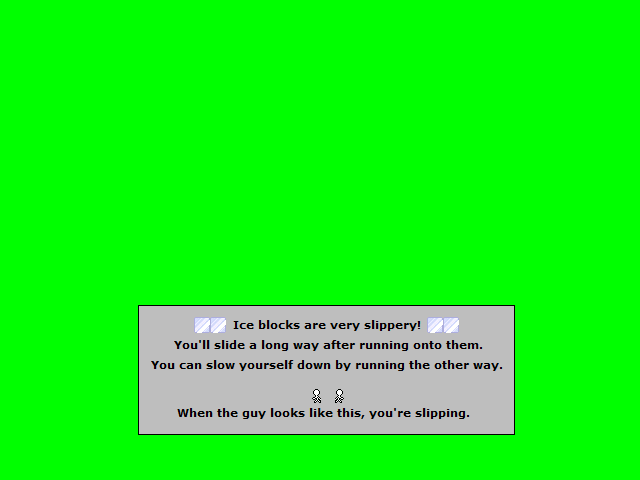 Ice blocks are very slippery!
You'll slide a long way after running onto them.
You can slow yourself down by running the other way.
When the guy looks like this, you're slipping.